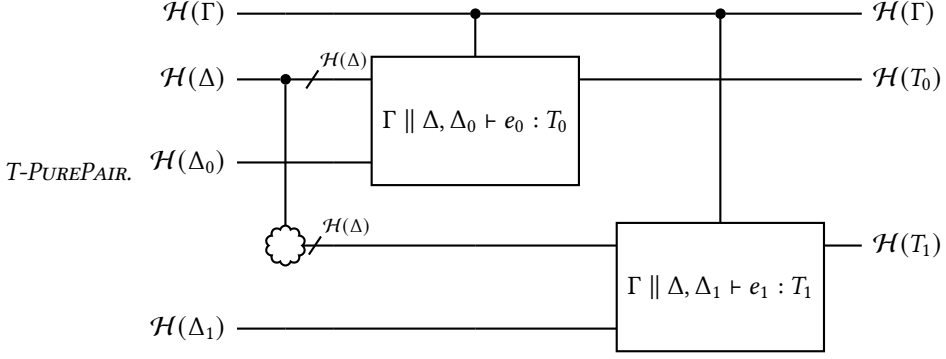 ℋ(Γ) ℋ(Γ)
ℋ(Δ) ℋ(Δ) ℋ(T₀)
Γ ∥ Δ, Δ₀ ⊢ e₀ : T₀
T-PurePair. ℋ(Δ₀)
ℋ(Δ) ℋ(T₁)
Γ ∥ Δ, Δ₁ ⊢ e₁ : T₁
ℋ(Δ₁)